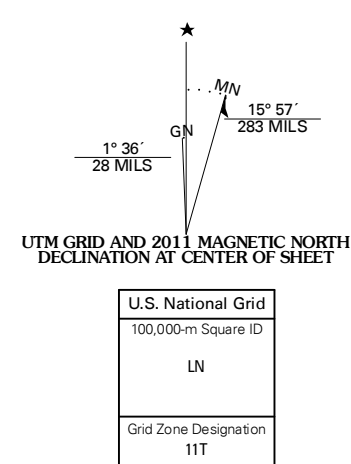 ★
MN
GN
15° 57´
283 MILS
1° 36´
28 MILS
UTM GRID AND 2011 MAGNETIC NORTH
DECLINATION AT CENTER OF SHEET
U.S. National Grid
100,000-m Square ID
LN
Grid Zone Designation
11T